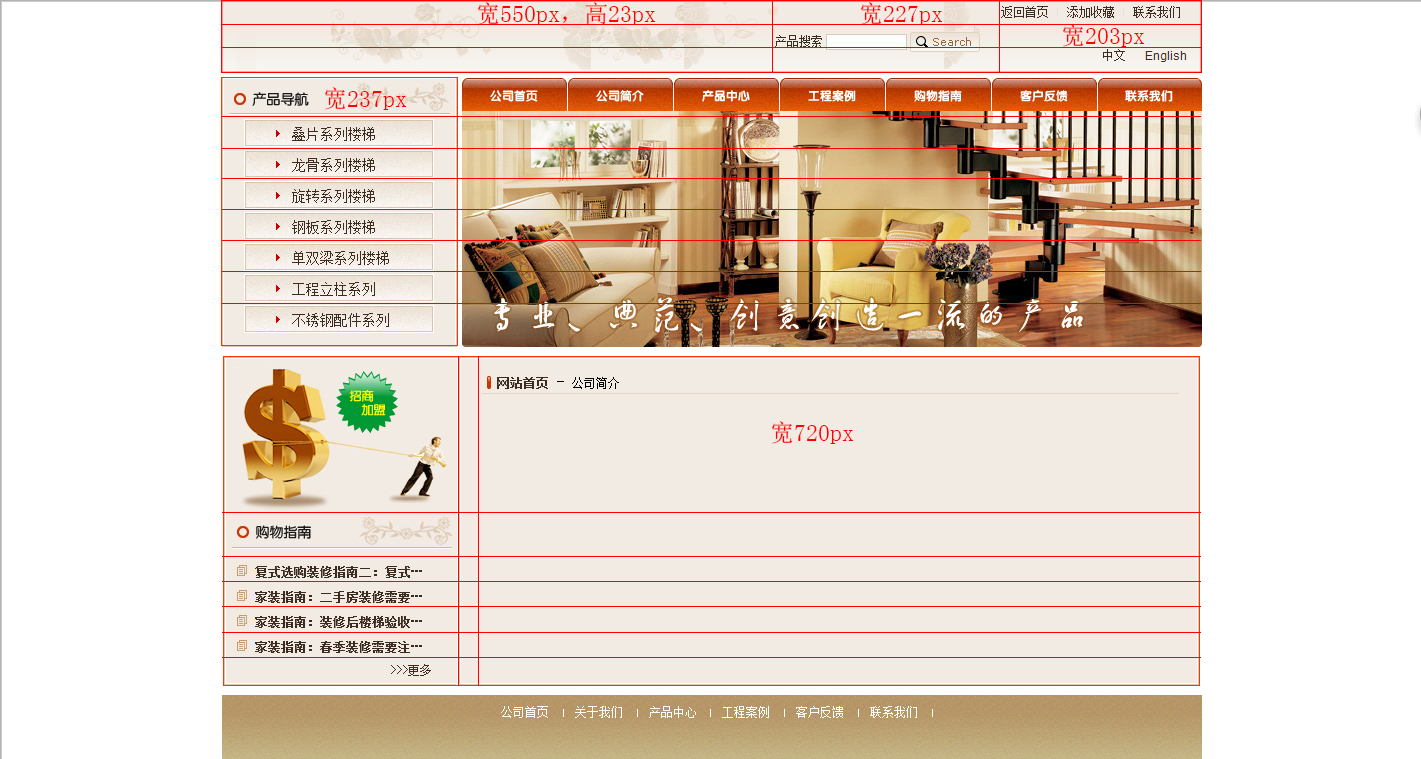 宽550px，高23px
宽227px
返回首页 添加收藏 联系我们
产品搜索 Search
宽203px
中文 English
产品导航 宽237px
公司首页 公司简介 产品中心 工程案例 购物指南 客户反馈 联系我们
叠片系列楼梯
龙骨系列楼梯
旋转系列楼梯
钢板系列楼梯
单双梁系列楼梯
工程立柱系列
不锈钢配件系列
专业、典范、创意创造一流的产品
招商
加盟
网站首页 － 公司简介
宽720px
购物指南
复式选购装修指南二：复式…
家装指南：二手房装修需要…
家装指南：装修后楼梯验收…
家装指南：春季装修需要注…
>>>更多
公司首页 | 关于我们 | 产品中心 | 工程案例 | 客户反馈 | 联系我们 |